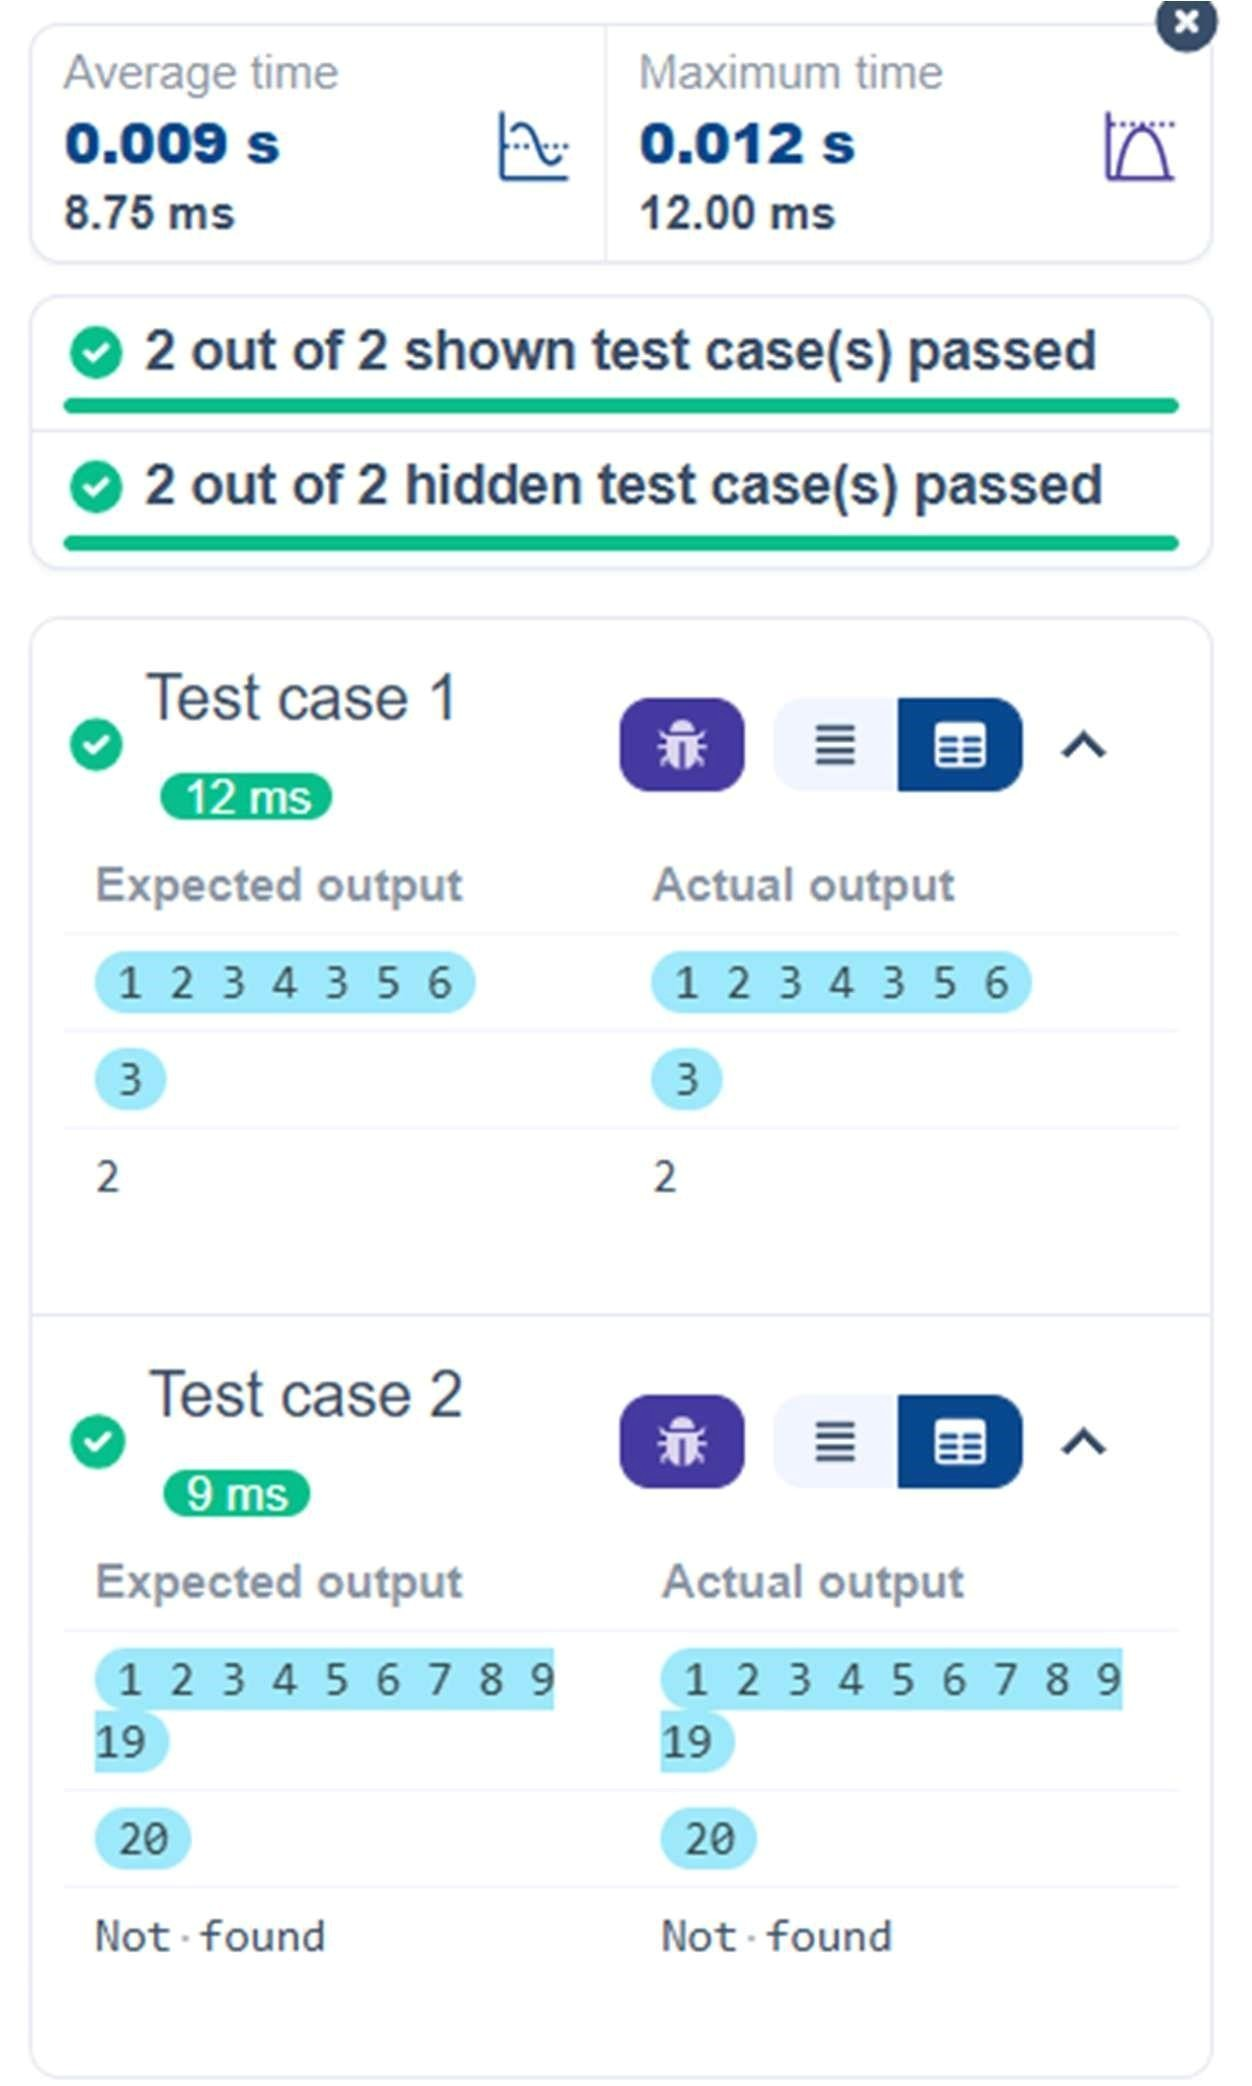 Average time
Maximum time
0.009 s
0.012 s
8.75 ms
12.00 ms
2 out of 2 shown test case(s) passed
2 out of 2 hidden test case(s) passed
Test case 1
12 ms
Expected output
Actual output
1 2 3 4 3 5 6
1 2 3 4 3 5 6
3
3
2
2
Test case 2
9 ms
Expected output
Actual output
1 2 3 4 5 6 7 8 9
1 2 3 4 5 6 7 8 9
19
19
20
20
Not·found
Not·found